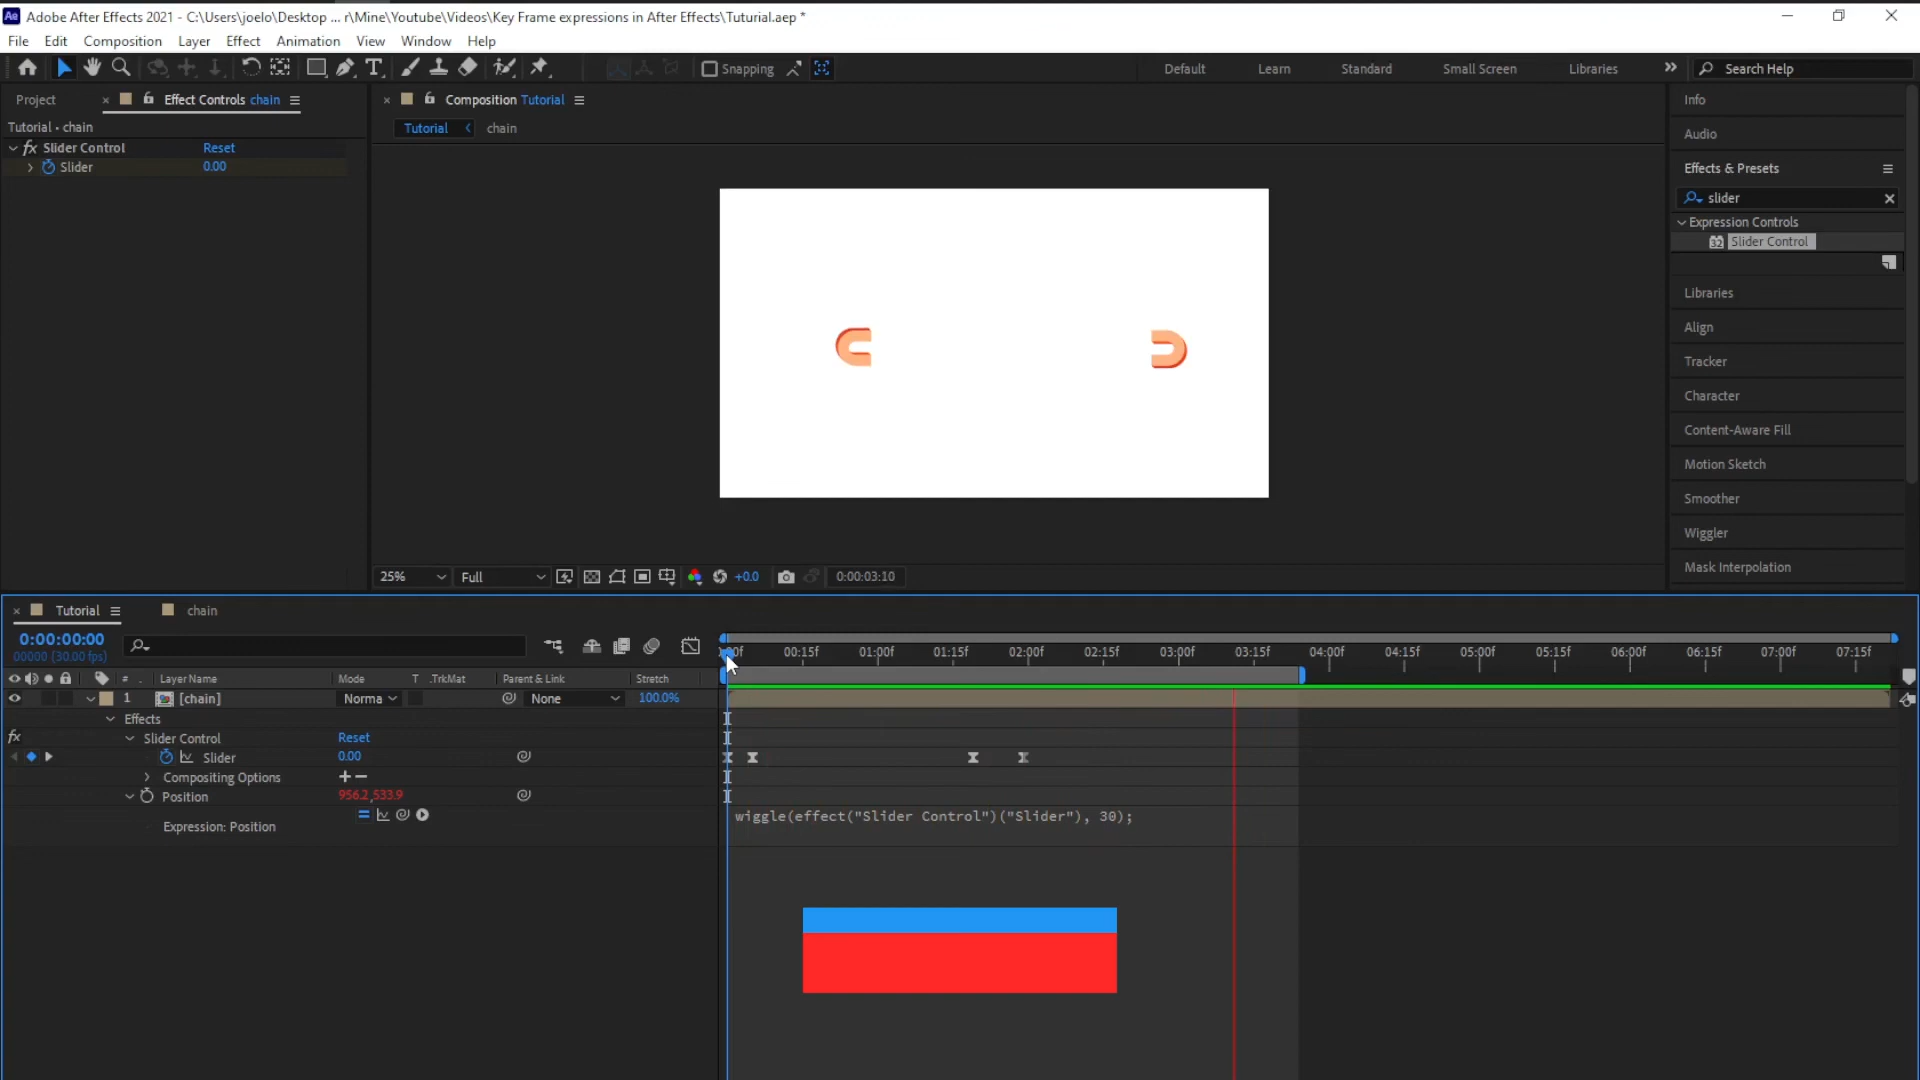 Ae Adobe After Effects 2021 - C:\Users\joelo\Desktop ... r\Mine\Youtube\Videos\Key Frame expressions in After Effects\Tuturial.aep *
File Edit Composition Layer Effect Animation View Window Help
Snapping Default Learn Standard Small Screen Libraries Search Help
Project Effect Controls chain
Composition Tutorial
Info
Tutorial • chain
Tutorial chain
Audio
fx Slider Control Reset
Slider 0.00
Effects & Presets
slider
Expression Controls
32 Slider Control
Libraries
Align
Tracker
Character
Content-Aware Fill
Motion Sketch
Smoother
Wiggler
Mask Interpolation
25% Full +0.0 0:00:03:10
Tutorial chain
0:00:00:00
00000 (30.00 fps)
00f 00:15f 01:00f 01:15f 02:00f 02:15f 03:00f 03:15f 04:00f 04:15f 05:00f 05:15f 06:00f 06:15f 07:00f 07:15f
# Layer Name Mode T .TrkMat Parent & Link Stretch
1 [chain] Norma None 100.0%
Effects
fx Slider Control Reset
Slider 0.00
Compositing Options
Position 956.2,533.9
Expression: Position
wiggle(effect("Slider Control")("Slider"), 30);